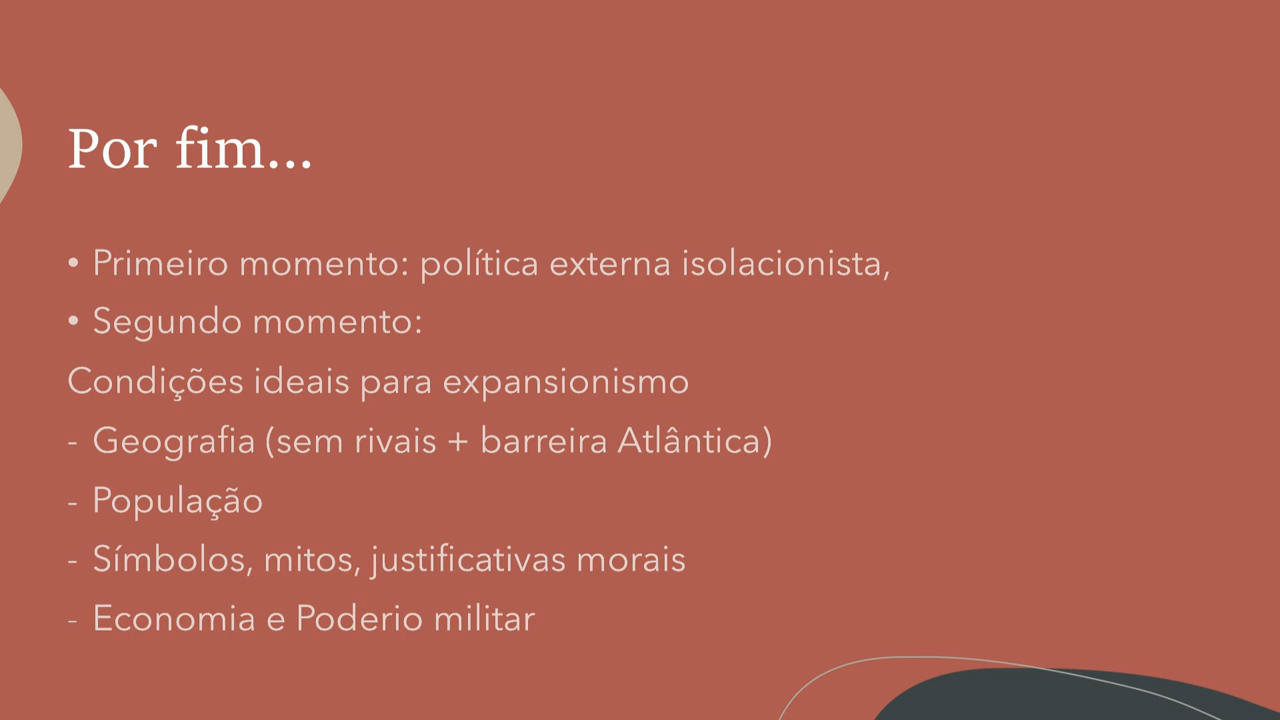 Por fim...
• Primeiro momento: política externa isolacionista,
• Segundo momento:
Condições ideais para expansionismo
- Geografia (sem rivais + barreira Atlântica)
- População
- Símbolos, mitos, justificativas morais
- Economia e Poderio militar